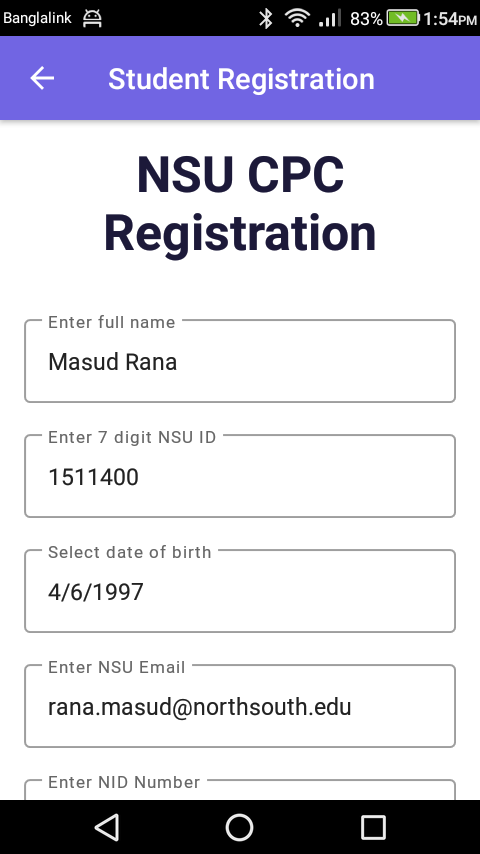 Banglalink 83% 1:54PM
Student Registration
NSU CPC
Registration
Enter full name
Masud Rana
Enter 7 digit NSU ID
1511400
Select date of birth
4/6/1997
Enter NSU Email
rana.masud@northsouth.edu
Enter NID Number